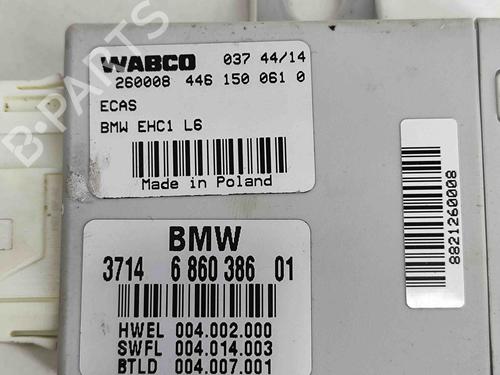 WABCO 037 44/14
260008 446 150 061 0
ECAS
BMW EHC1 L6
Made in Poland
BMW
3714 6 860 386 01
HWEL 004.002.000
SWFL 004.014.003
BTLD 004.007.001
8821260008
B-PARTS